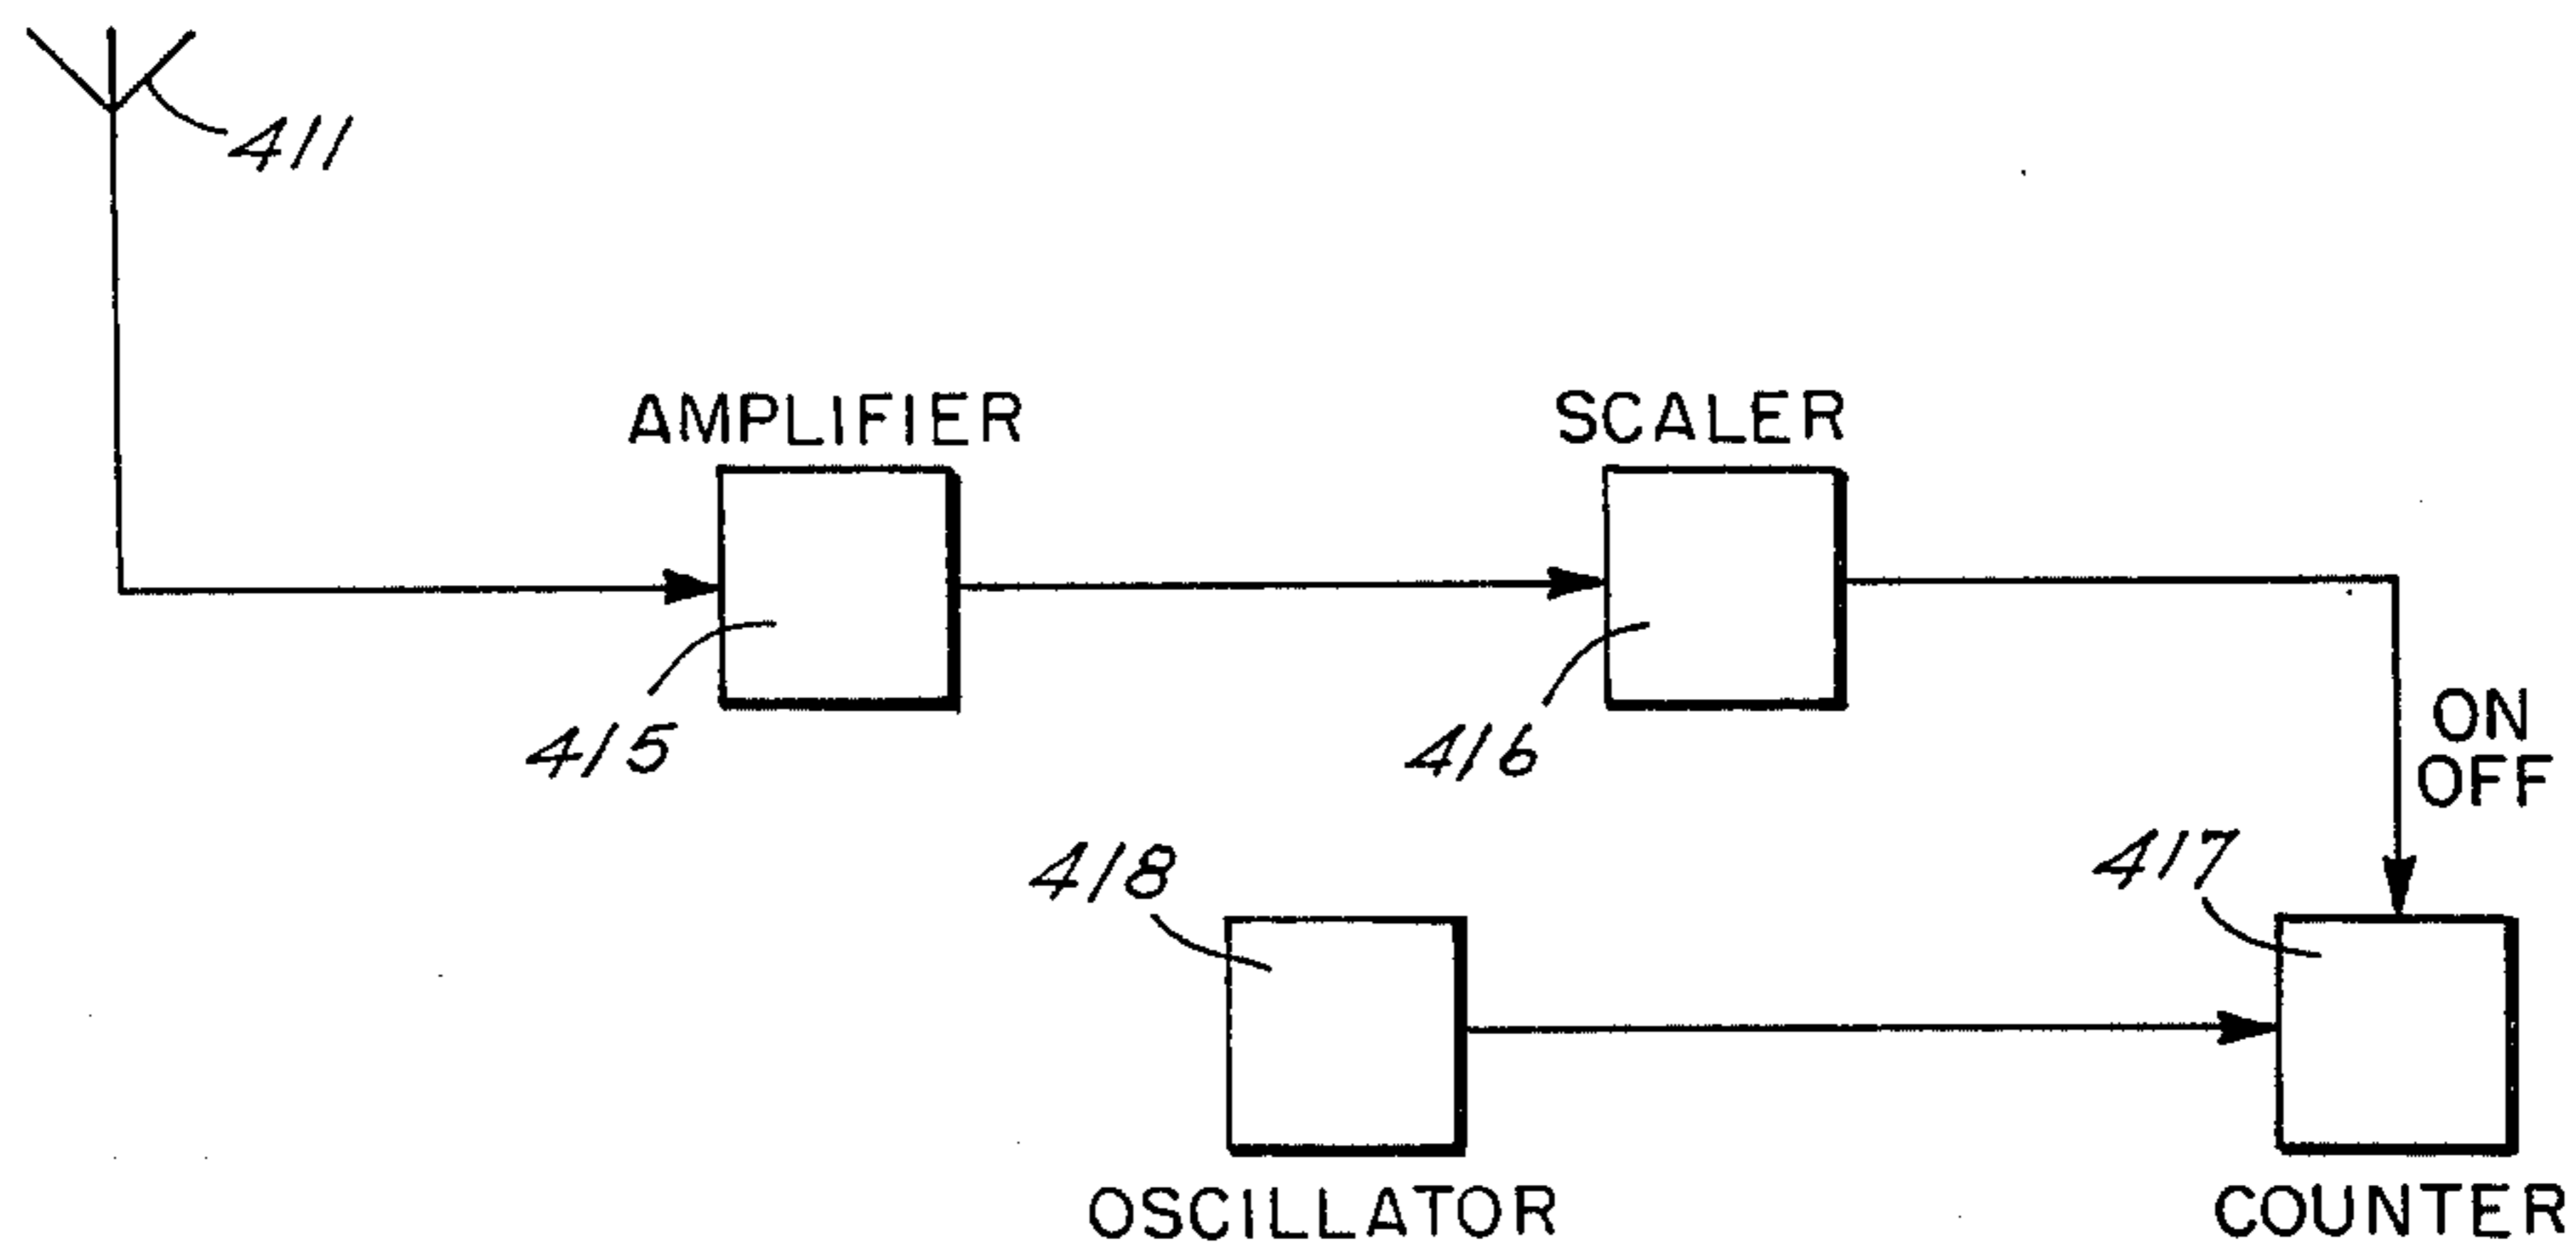 411
AMPLIFIER
SCALER
415
416
ON
OFF
418
417
OSCILLATOR
COUNTER